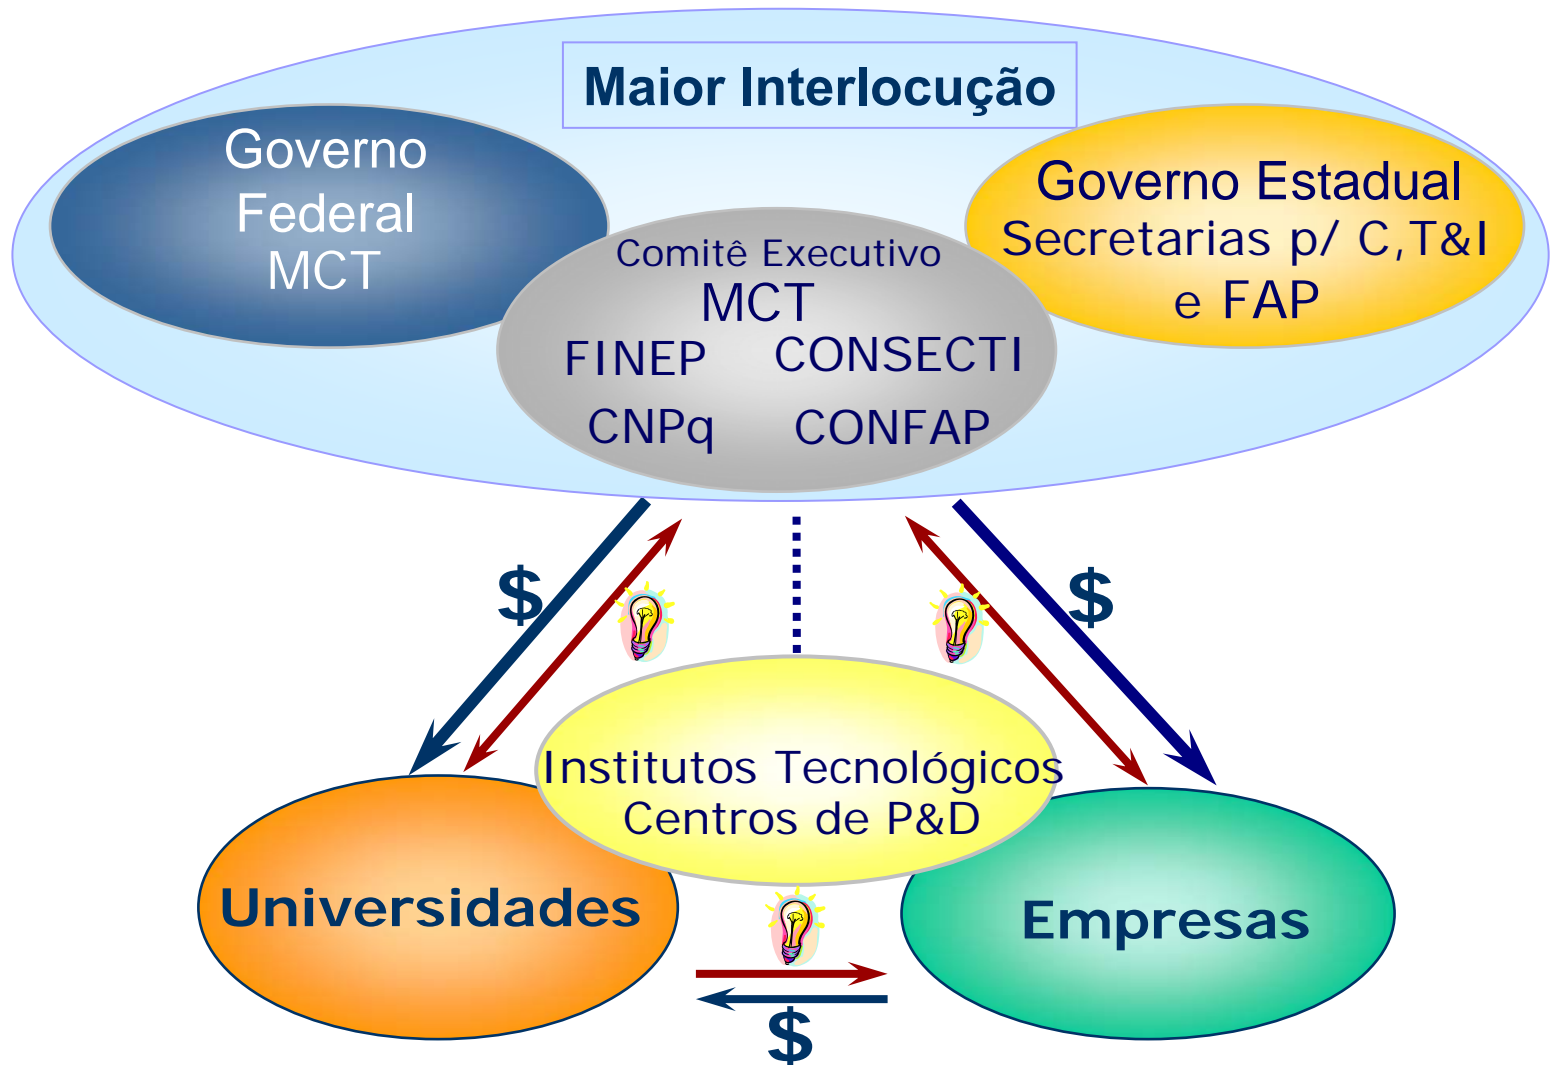 Maior Interlocução
Governo
Federal
MCT
Governo Estadual
Secretarias p/ C,T&I
e FAP
Comitê Executivo
MCT
FINEP CONSECTI
CNPq CONFAP
$ $
Institutos Tecnológicos
Centros de P&D
Universidades
Empresas
$